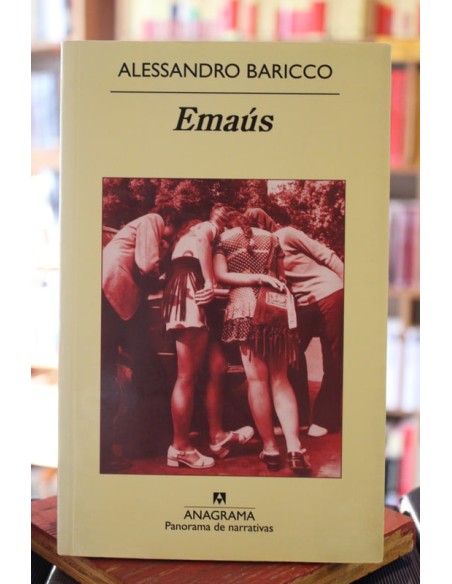 ALESSANDRO BARICCO
Emaús
ANAGRAMA
Panorama de narrativas